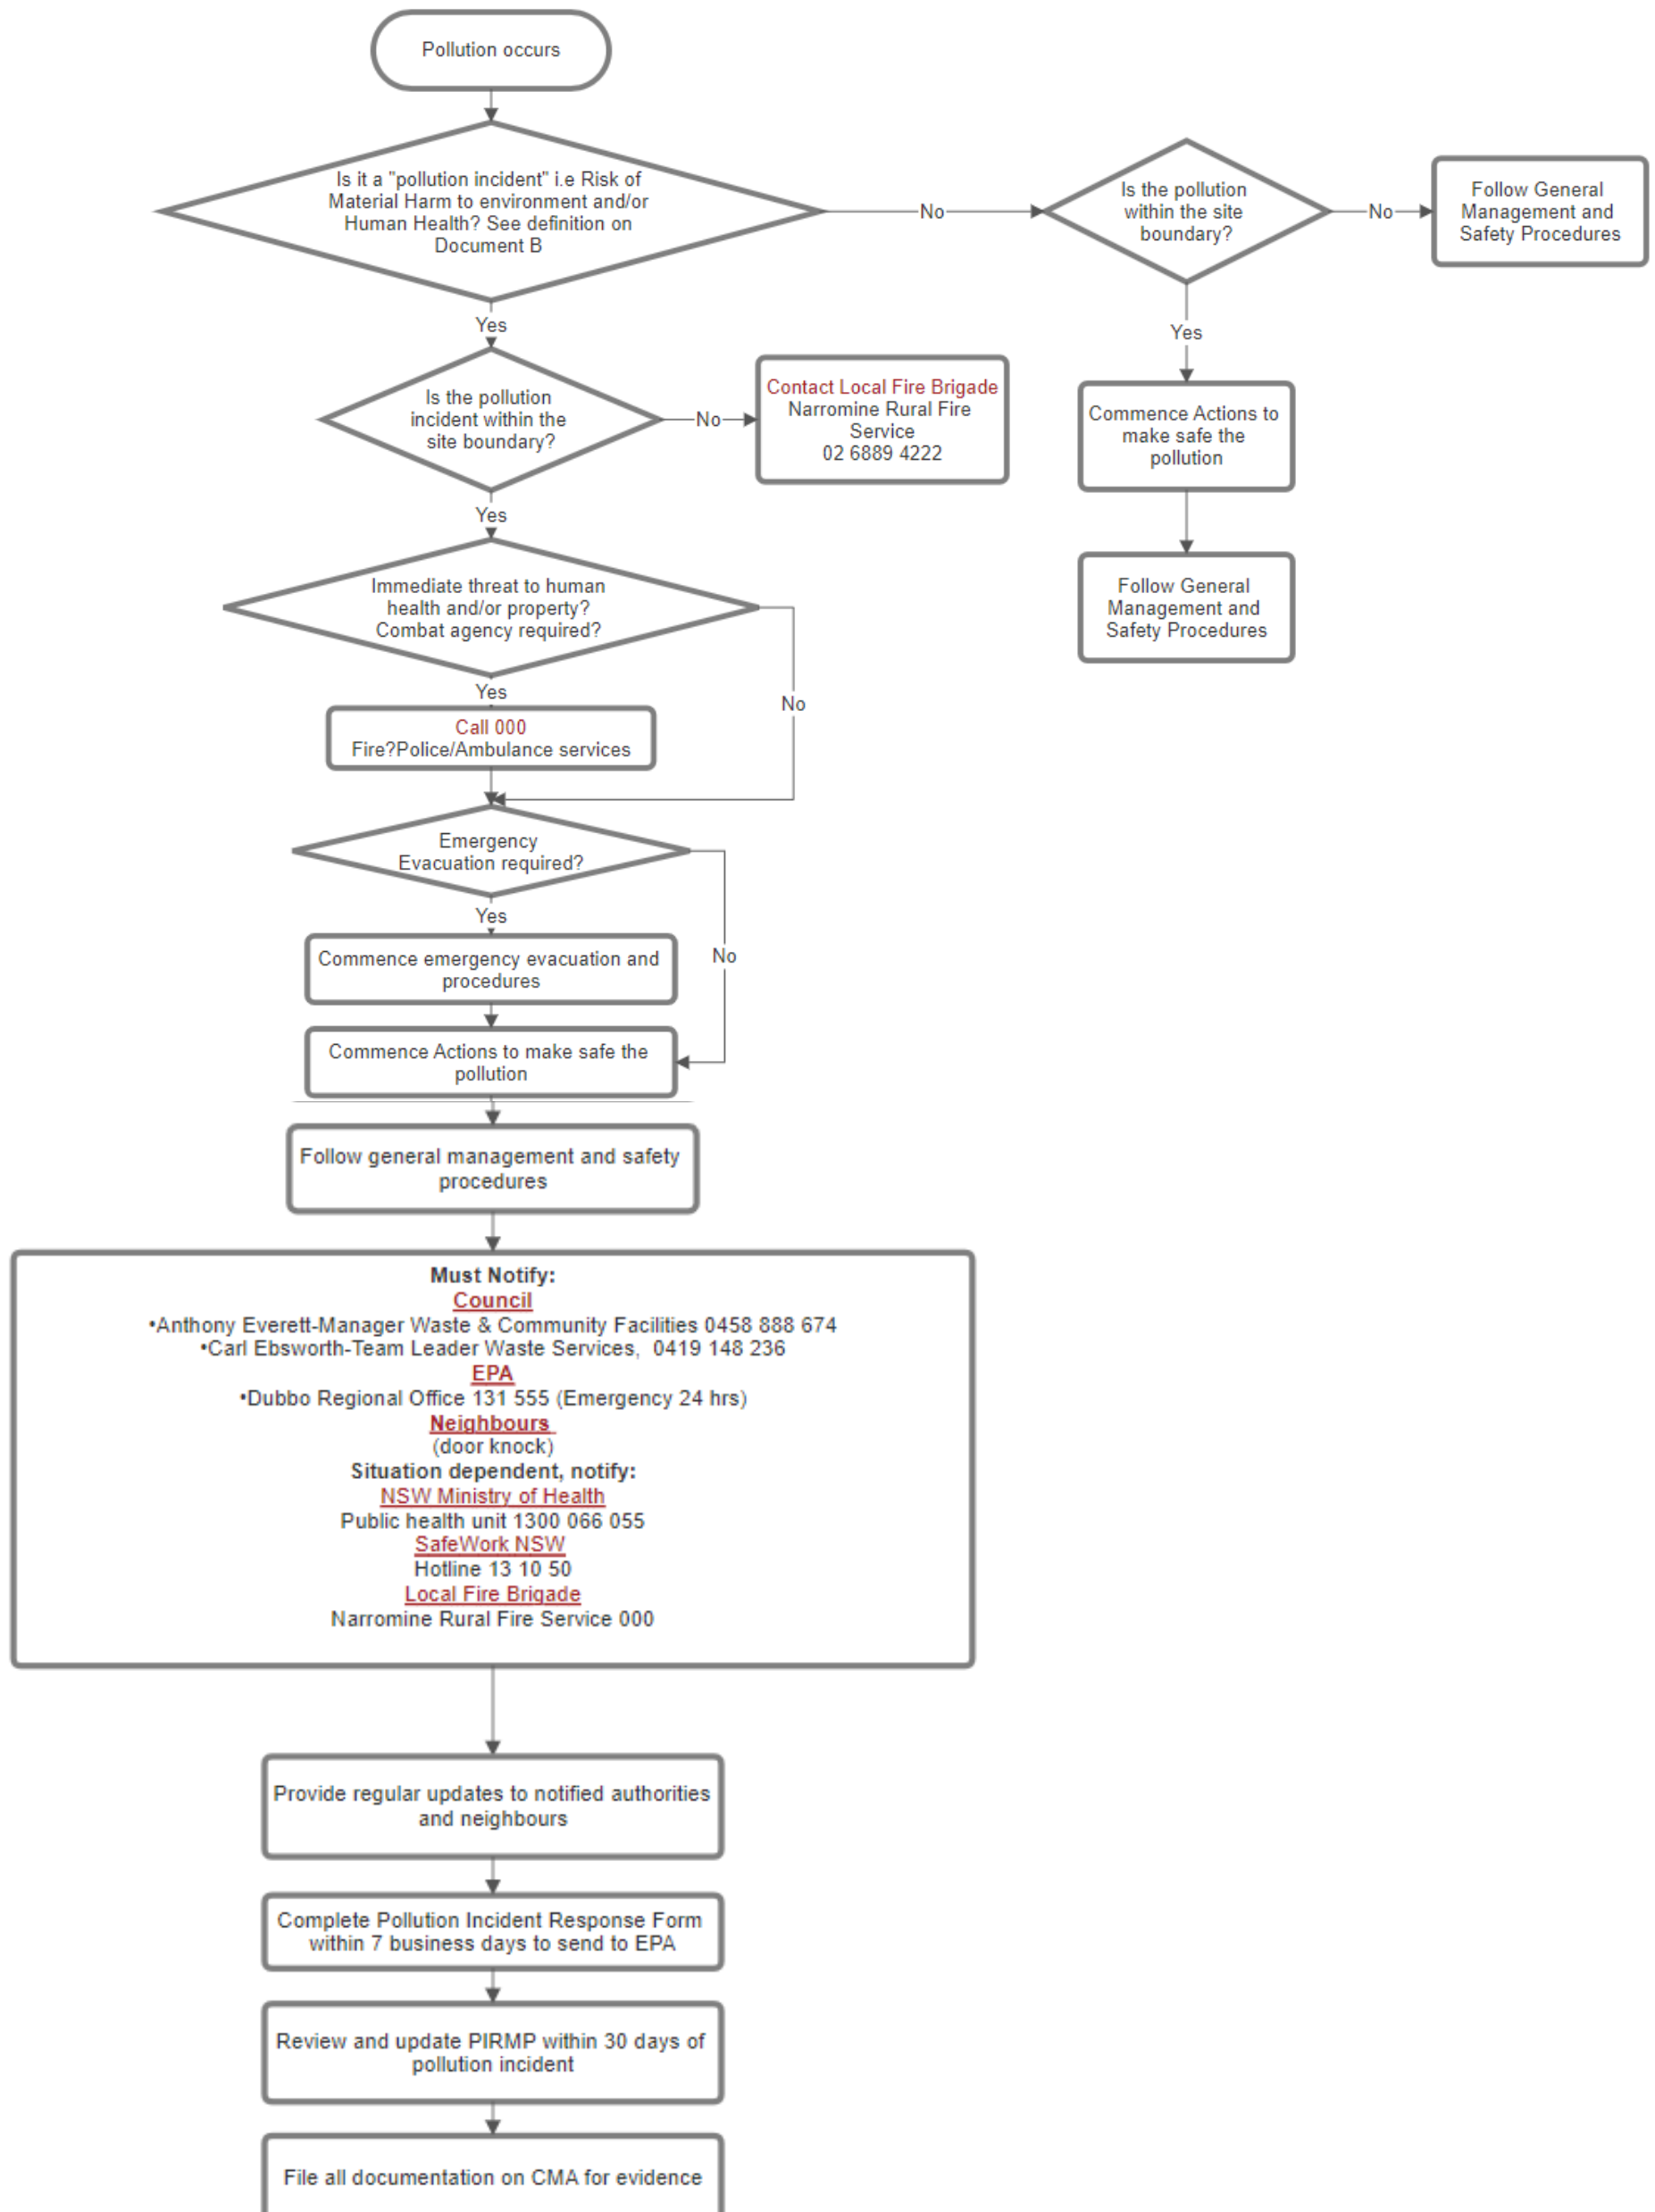 Pollution occurs
Is it a "pollution incident" i.e Risk of
Material Harm to environment and/or
Human Health? See definition on
Document B
No
Is the pollution
within the site
boundary?
No
Follow General
Management and
Safety Procedures
Yes
Yes
Is the pollution
incident within the
site boundary?
No
Contact Local Fire Brigade
Narromine Rural Fire
Service
02 6889 4222
Commence Actions to
make safe the
pollution
Yes
Follow General
Management and
Safety Procedures
Immediate threat to human
health and/or property?
Combat agency required?
Yes
No
Call 000
Fire?Police/Ambulance services
Emergency
Evacuation required?
Yes
No
Commence emergency evacuation and
procedures
Commence Actions to make safe the
pollution
Follow general management and safety
procedures
Must Notify:
Council
•Anthony Everett-Manager Waste & Community Facilities 0458 888 674
•Carl Ebsworth-Team Leader Waste Services, 0419 148 236
EPA
•Dubbo Regional Office 131 555 (Emergency 24 hrs)
Neighbours
(door knock)
Situation dependent, notify:
NSW Ministry of Health
Public health unit 1300 066 055
SafeWork NSW
Hotline 13 10 50
Local Fire Brigade
Narromine Rural Fire Service 000
Provide regular updates to notified authorities
and neighbours
Complete Pollution Incident Response Form
within 7 business days to send to EPA
Review and update PIRMP within 30 days of
pollution incident
File all documentation on CMA for evidence